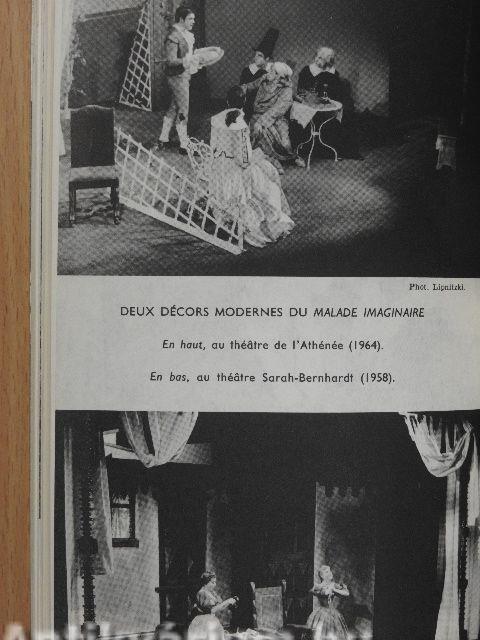 Phot. Lipnitzki.
DEUX DÉCORS MODERNES DU MALADE IMAGINAIRE
En haut, au théâtre de l'Athénée (1964).
En bas, au théâtre Sarah-Bernhardt (1958).